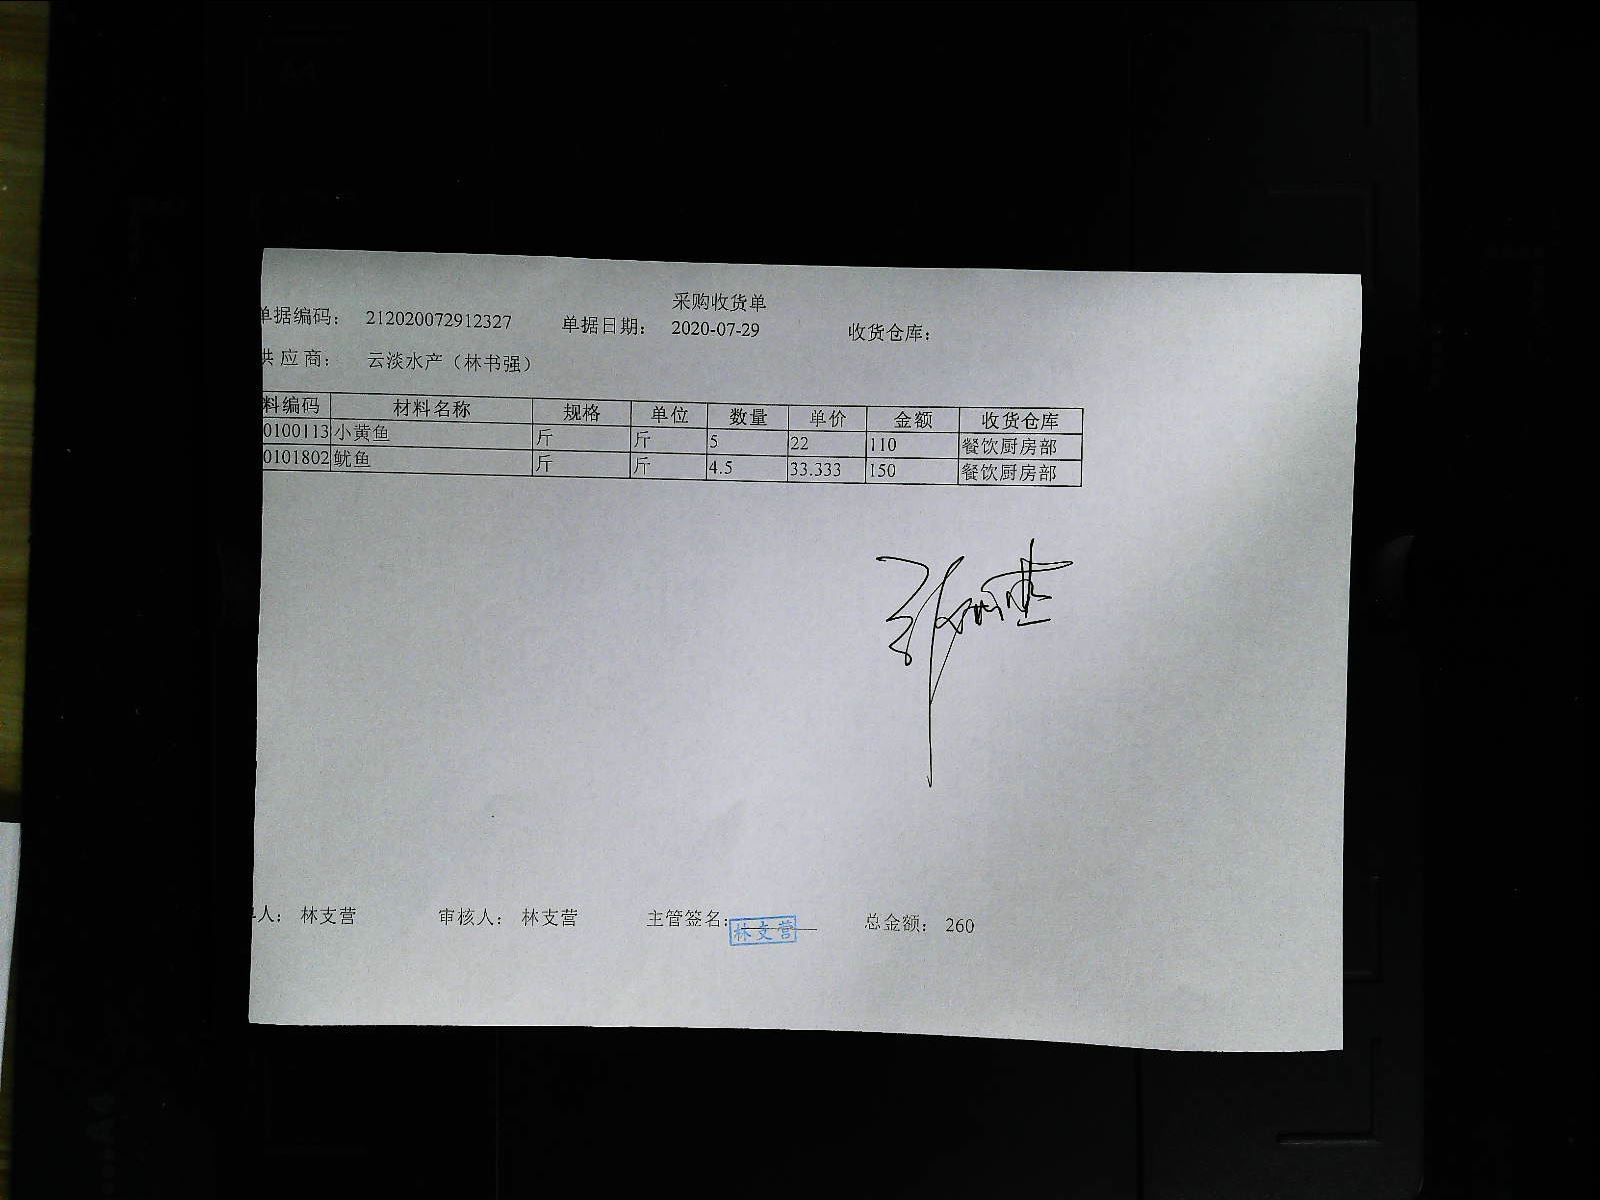 采购收货单
单据编码： 212020072912327 单据日期： 2020-07-29 收货仓库：
供 应 商： 云淡水产（林书强）
料编码 材料名称 规格 单位 数量 单价 金额 收货仓库
0100113 小黄鱼 斤 斤 5 22 110 餐饮厨房部
0101802 鱿鱼 斤 斤 4.5 33.333 150 餐饮厨房部
人： 林支营 审核人： 林支营 主管签名： 林支营 总金额： 260